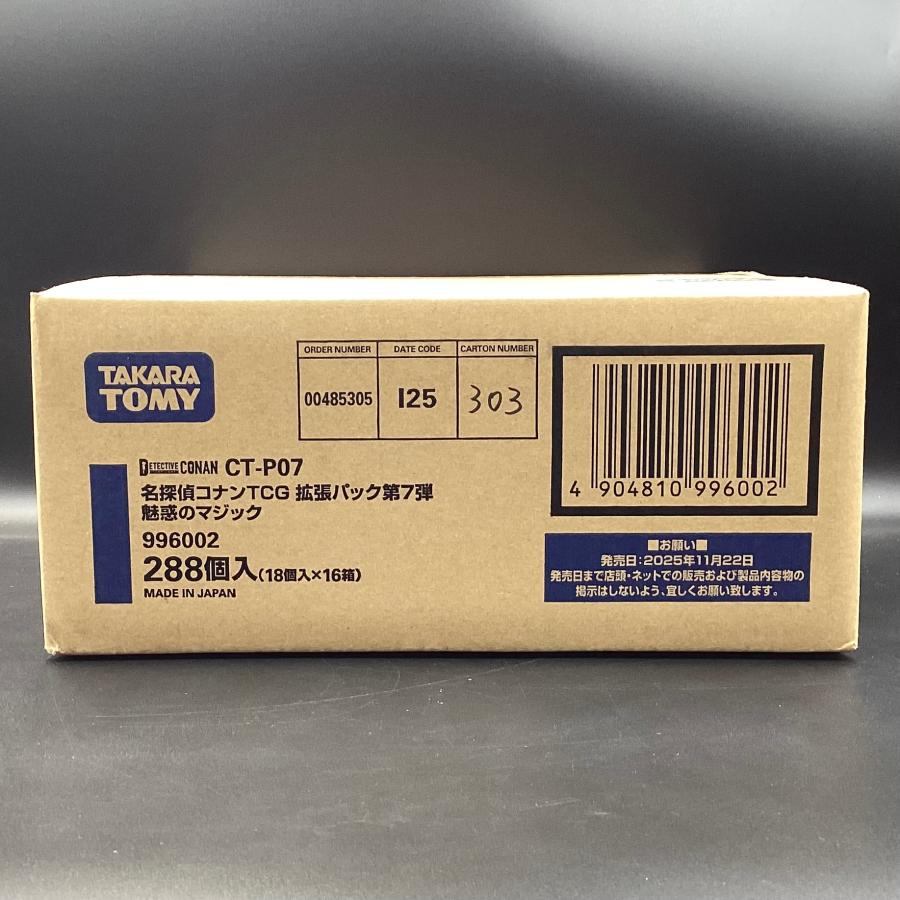 TAKARA
TOMY
ORDER NUMBER DATE CODE CARTON NUMBER
00485305 I25 303
DETECTIVE CONAN CT-P07
名探偵コナンTCG 拡張パック第7弾
魅惑のマジック
996002
288個入(18個入×16箱)
MADE IN JAPAN
4 904810 996002
■お願い■
発売日:2025年11月22日
発売日まで店頭・ネットでの販売および製品内容物の
掲示はしないよう、宜しくお願い致します。